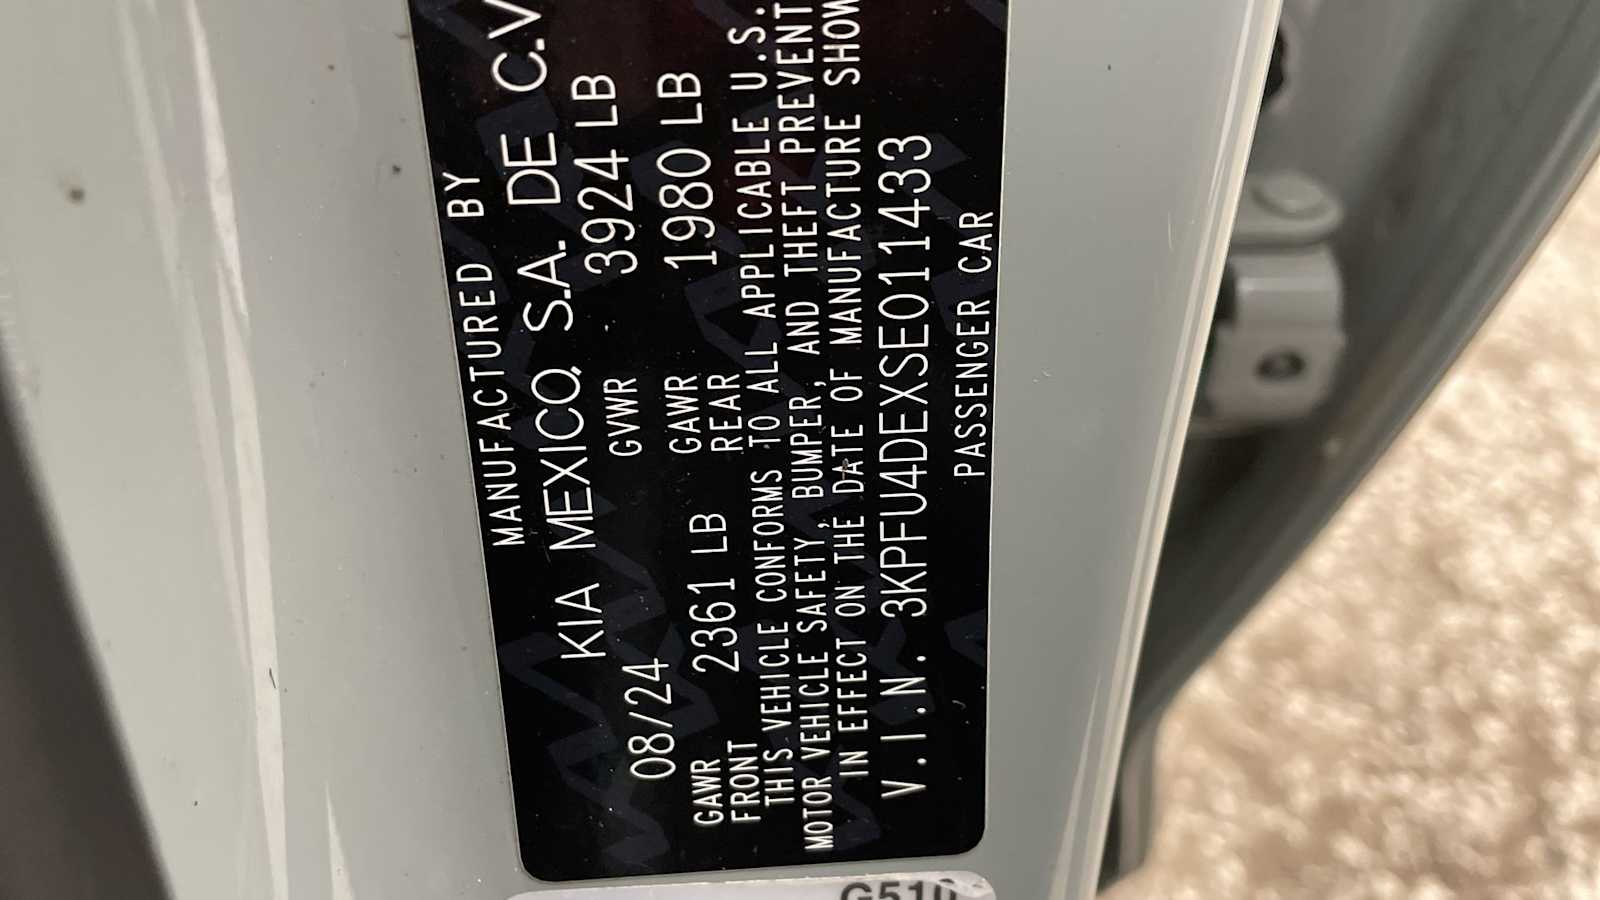 MANUFACTURED BY
KIA MEXICO, S.A. DE C.V
08/24 GVWR 3924 LB
GAWR FRONT 2361 LB GAWR REAR 1980 LB
THIS VEHICLE CONFORMS TO ALL APPLICABLE U.S.
MOTOR VEHICLE SAFETY, BUMPER, AND THEFT PREVENT
IN EFFECT ON THE DATE OF MANUFACTURE SHOW
V.I.N. 3KPFU4DEXSE011433
PASSENGER CAR
G510